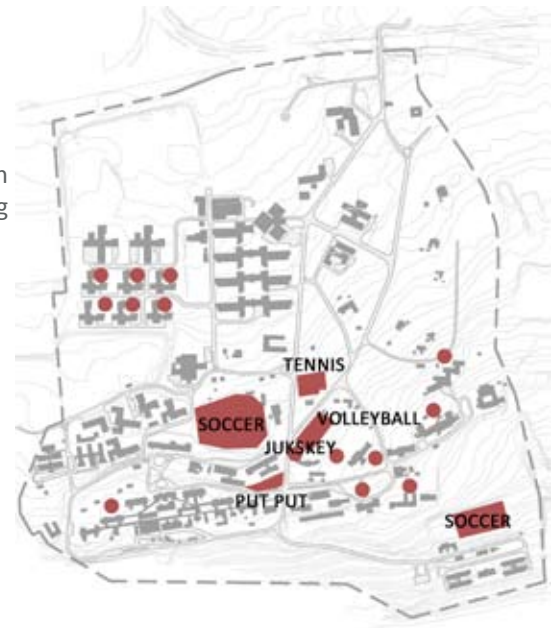 n
g
TENNIS
SOCCER
VOLLEYBALL
JUKSKEY
PUT PUT
SOCCER